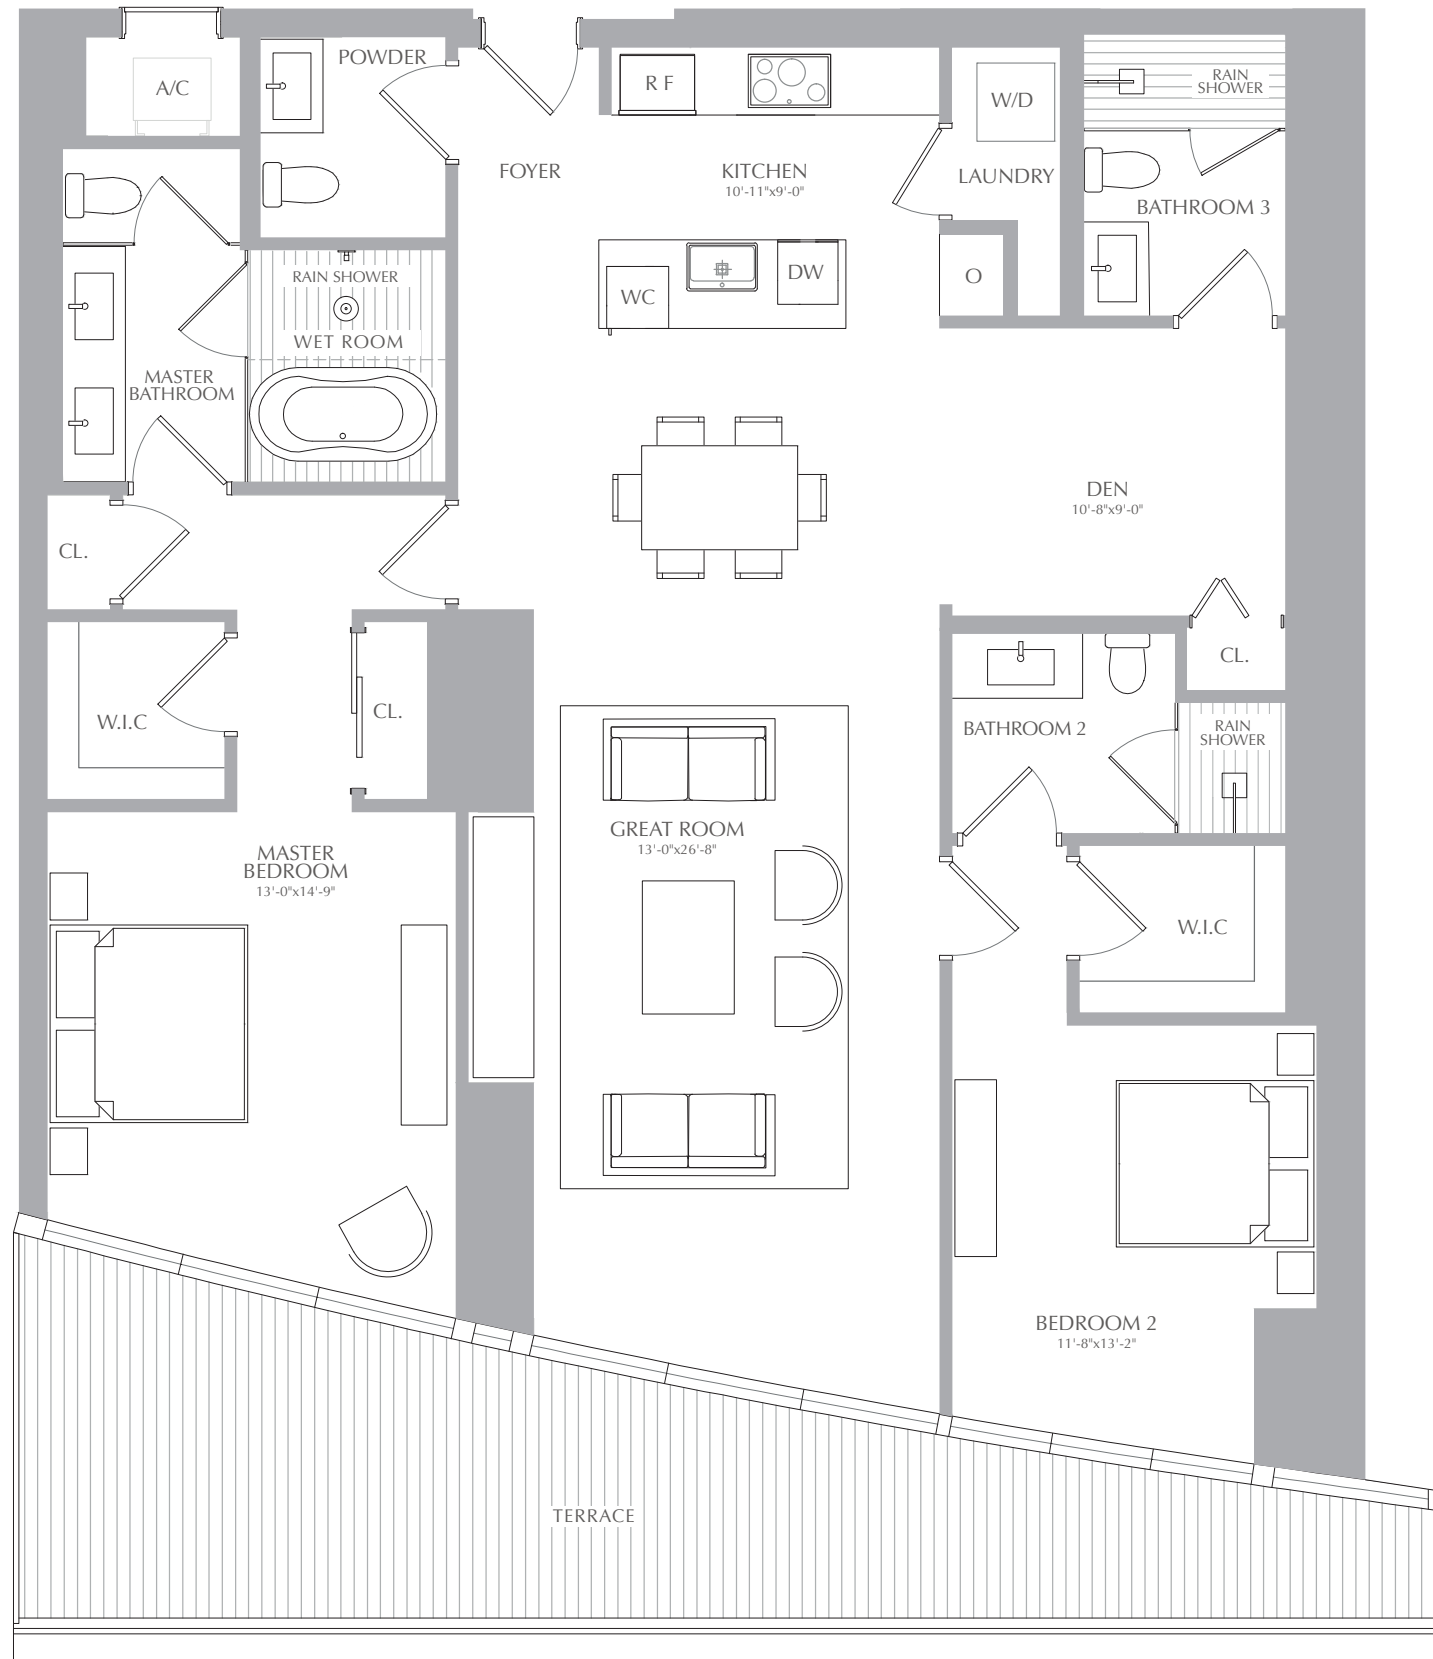 POWDER
A/C
R F
W/D
RAIN
SHOWER
FOYER
KITCHEN
10'-11"x9'-0"
LAUNDRY
BATHROOM 3
RAIN SHOWER
WC
DW
O
WET ROOM
MASTER
BATHROOM
DEN
10'-8"x9'-0"
CL.
CL.
W.I.C
CL.
BATHROOM 2
RAIN
SHOWER
GREAT ROOM
13'-0"x26'-8"
MASTER
BEDROOM
13'-0"x14'-9"
W.I.C
BEDROOM 2
11'-8"x13'-2"
TERRACE